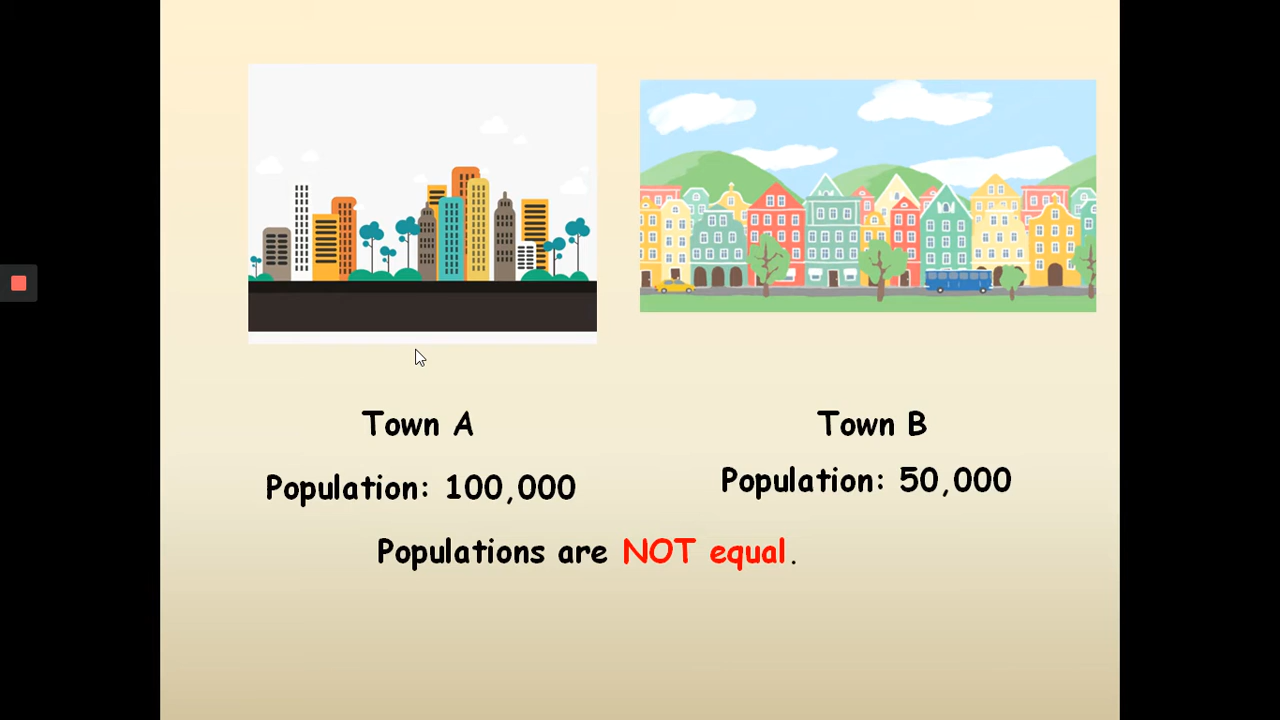 Town A
Population: 100,000
Town B
Population: 50,000
Populations are NOT equal.